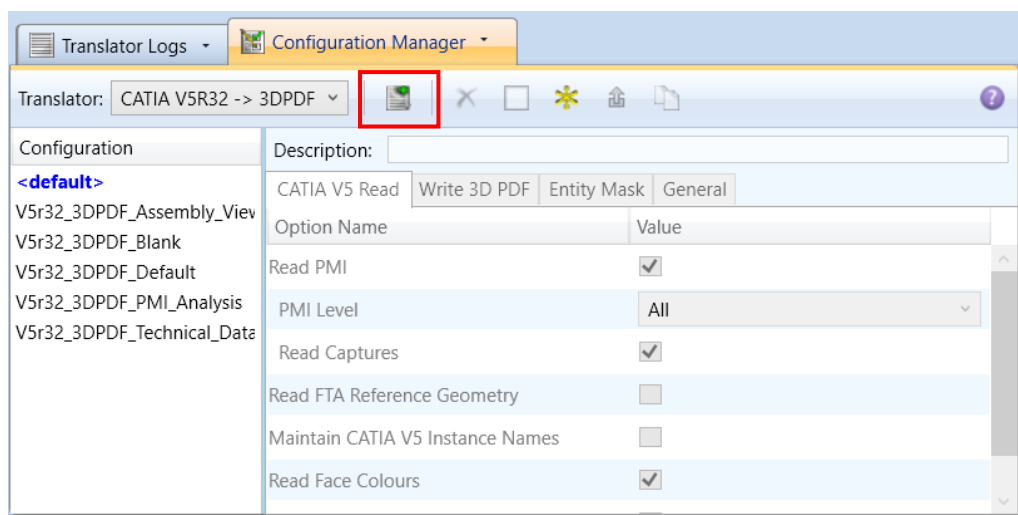 Translator Logs
Configuration Manager
Translator: CATIA V5R32 -> 3DPDF
?
Configuration
Description:
<default>
V5r32_3DPDF_Assembly_View
V5r32_3DPDF_Blank
V5r32_3DPDF_Default
V5r32_3DPDF_PMI_Analysis
V5r32_3DPDF_Technical_Data
CATIA V5 Read Write 3D PDF Entity Mask General
Option Name Value
Read PMI
PMI Level All
Read Captures
Read FTA Reference Geometry
Maintain CATIA V5 Instance Names
Read Face Colours